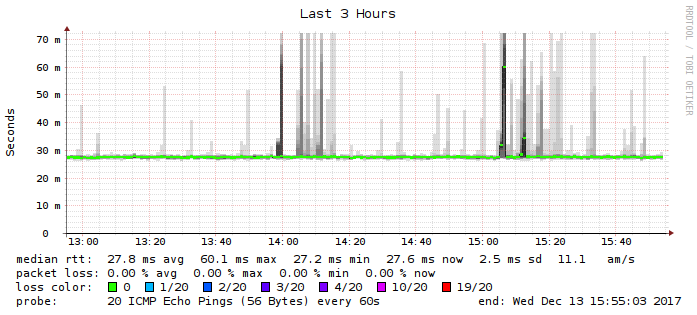 Last 3 Hours
RRDTOOL / TOBI OETIKER
Seconds
70 m
60 m
50 m
40 m
30 m
20 m
10 m
0
13:00 13:20 13:40 14:00 14:20 14:40 15:00 15:20 15:40
median rtt: 27.8 ms avg 60.1 ms max 27.2 ms min 27.6 ms now 2.5 ms sd 11.1 am/s
packet loss: 0.00 % avg 0.00 % max 0.00 % min 0.00 % now
loss color: 0 1/20 2/20 3/20 4/20 10/20 19/20
probe: 20 ICMP Echo Pings (56 Bytes) every 60s end: Wed Dec 13 15:55:03 2017